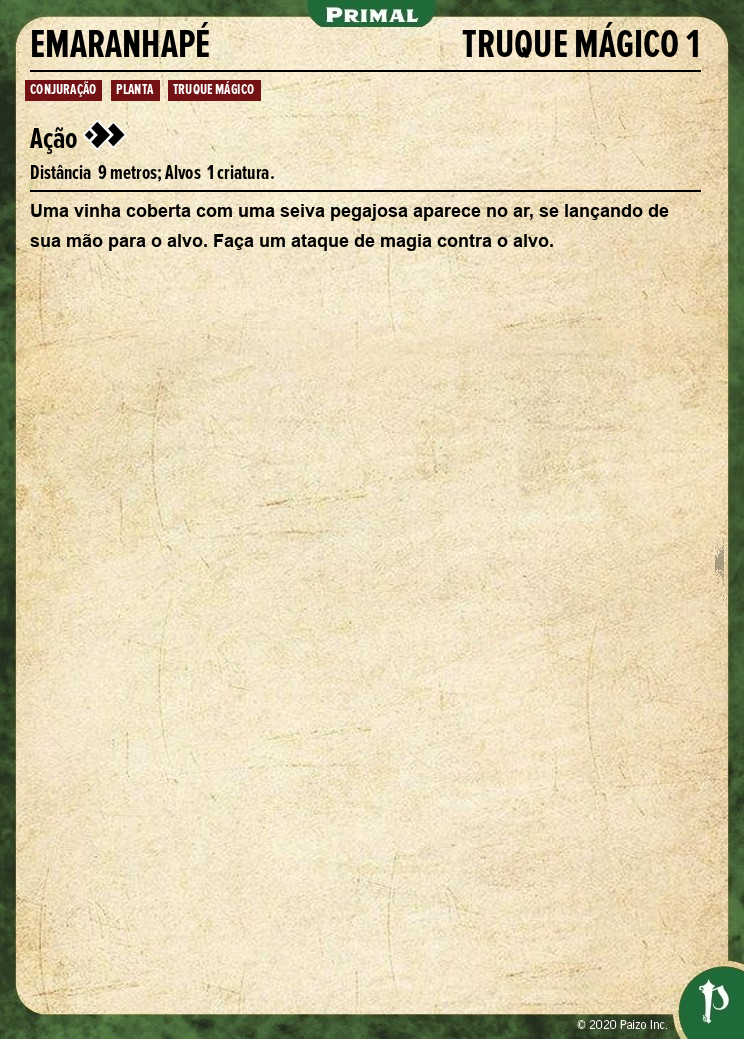 PRIMAL
EMARANHAPÉ TRUQUE MÁGICO 1
CONJURAÇÃO PLANTA TRUQUE MÁGICO
Ação
Distância 9 metros; Alvos 1 criatura.
Uma vinha coberta com uma seiva pegajosa aparece no ar, se lançando de
sua mão para o alvo. Faça um ataque de magia contra o alvo.
© 2020 Paizo Inc.